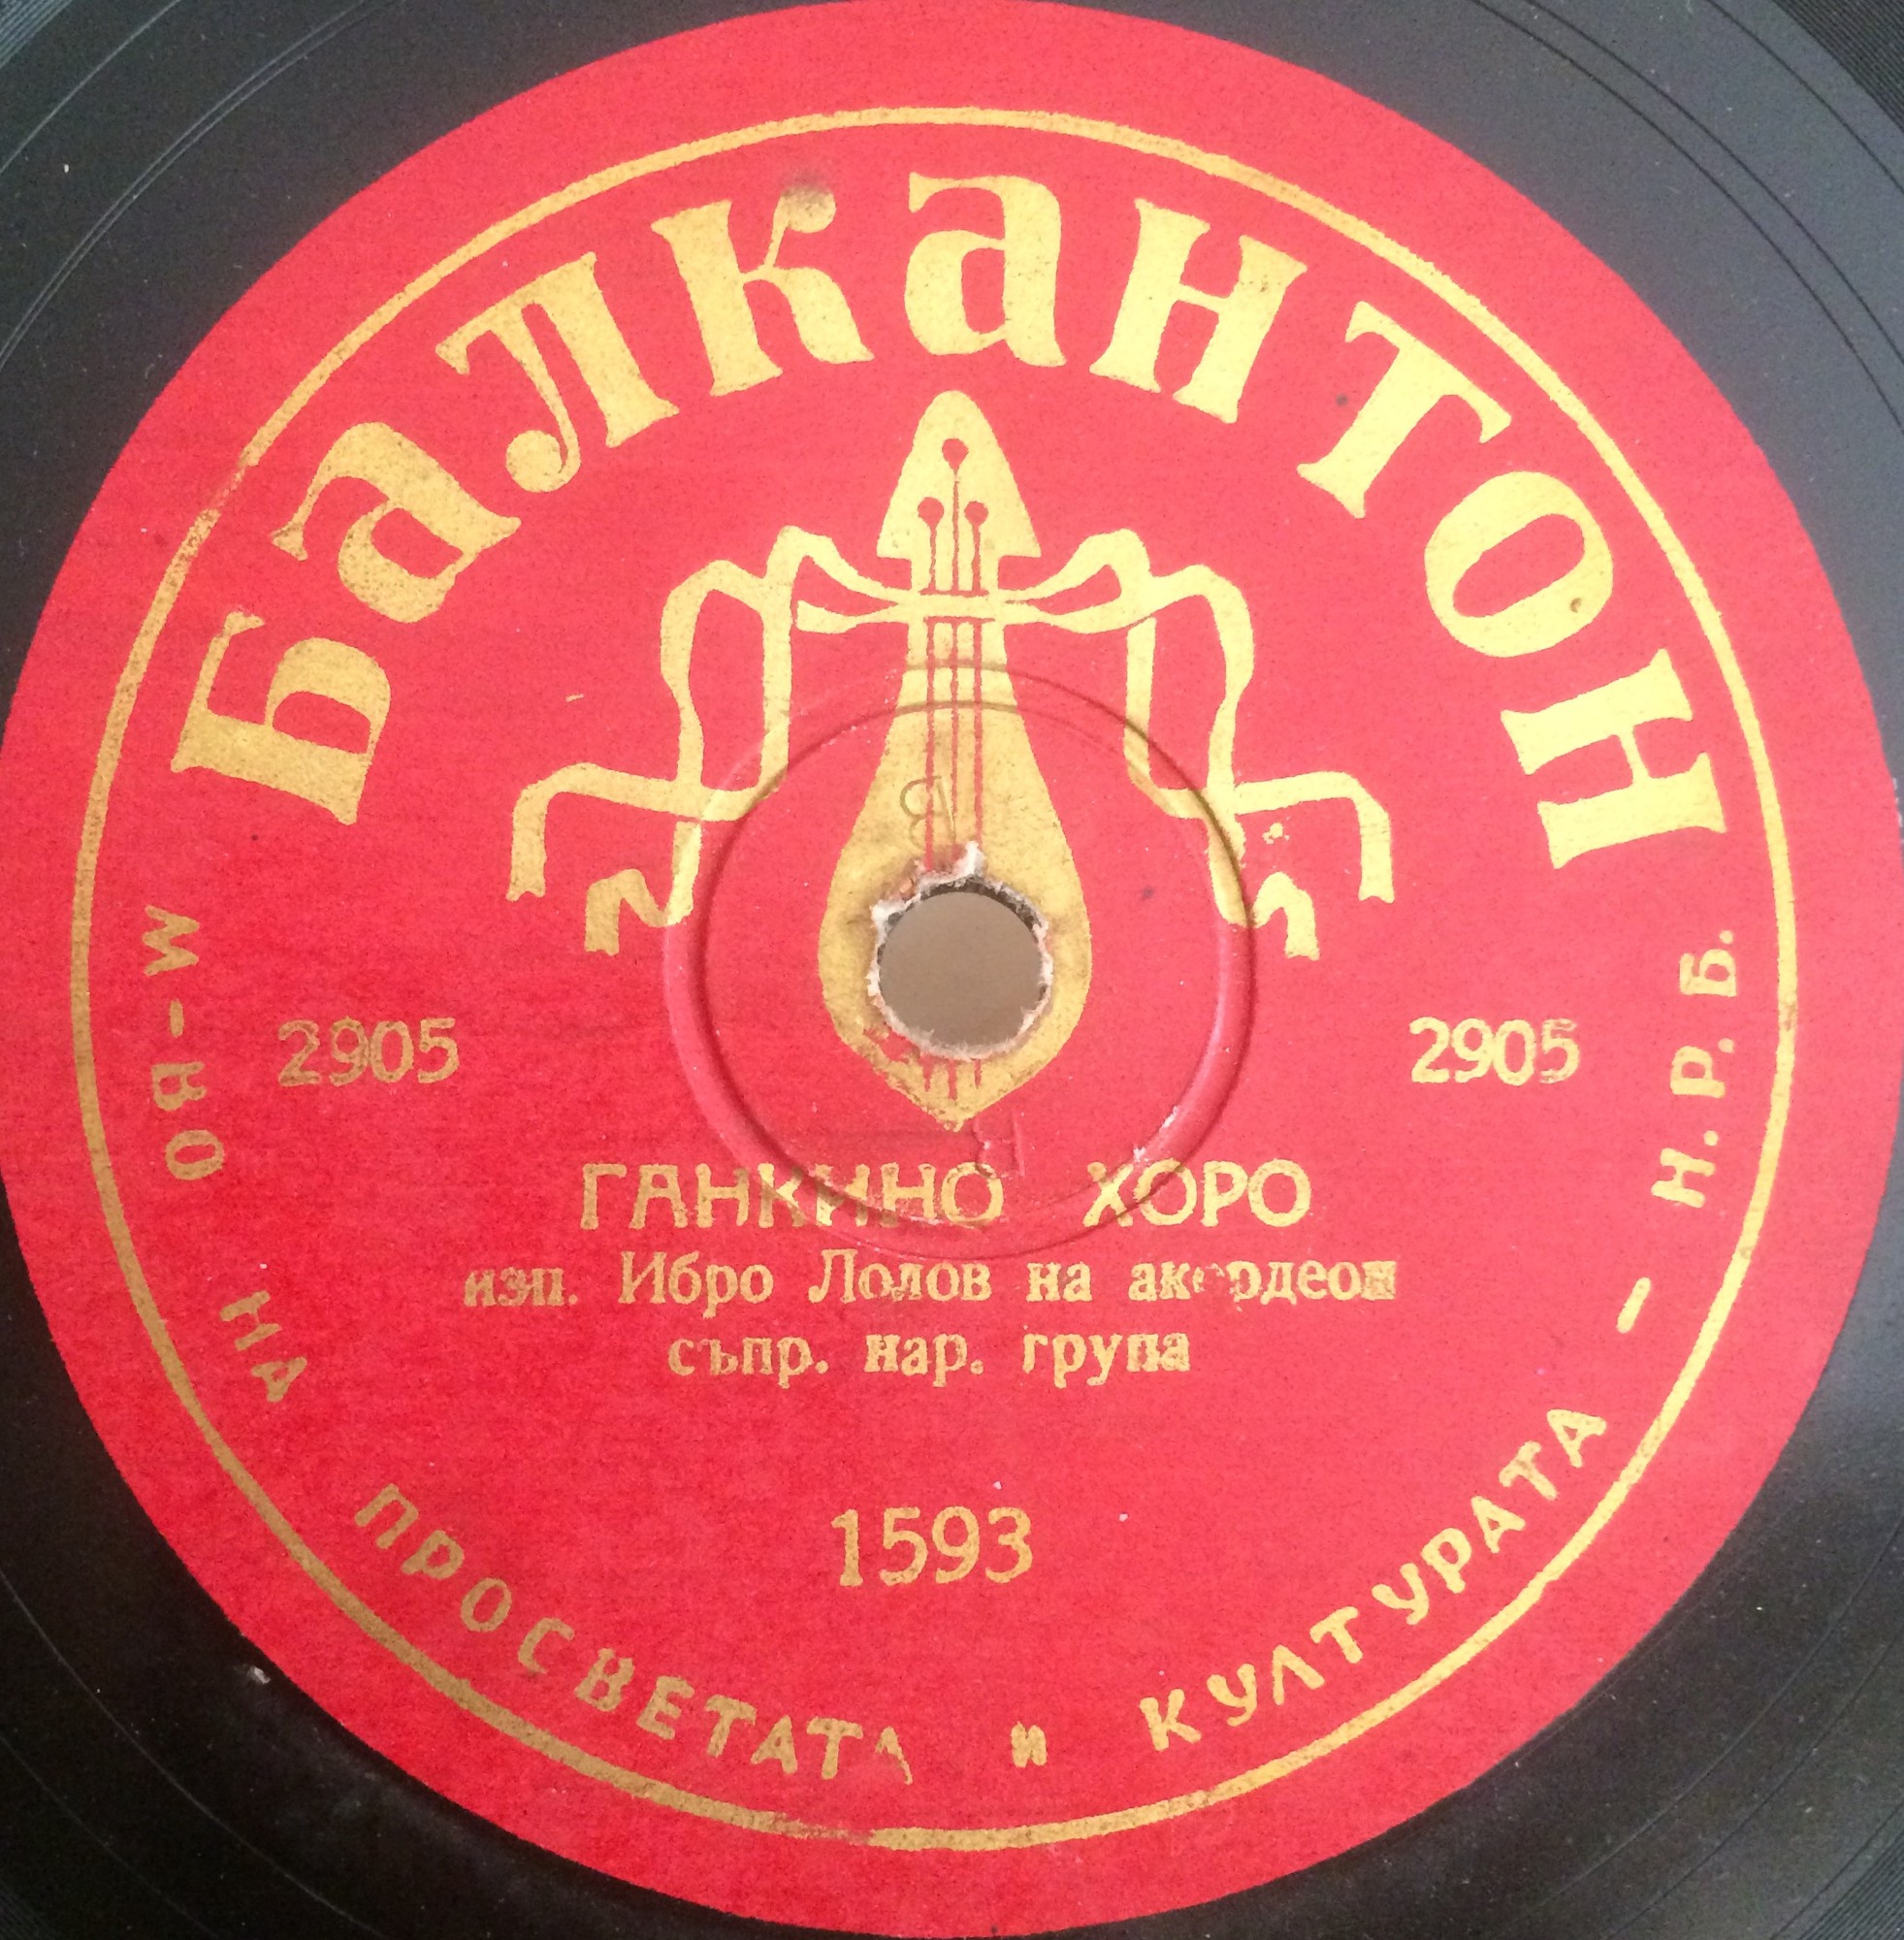 Балкантон
2905 2905
ГАНКИНО ХОРО
изп. Ибро Лолов на акордеон
съпр. нар. група
1593
М-ВО НА ПРОСВЕТАТА и КУЛТУРАТА - Н.Р.Б.